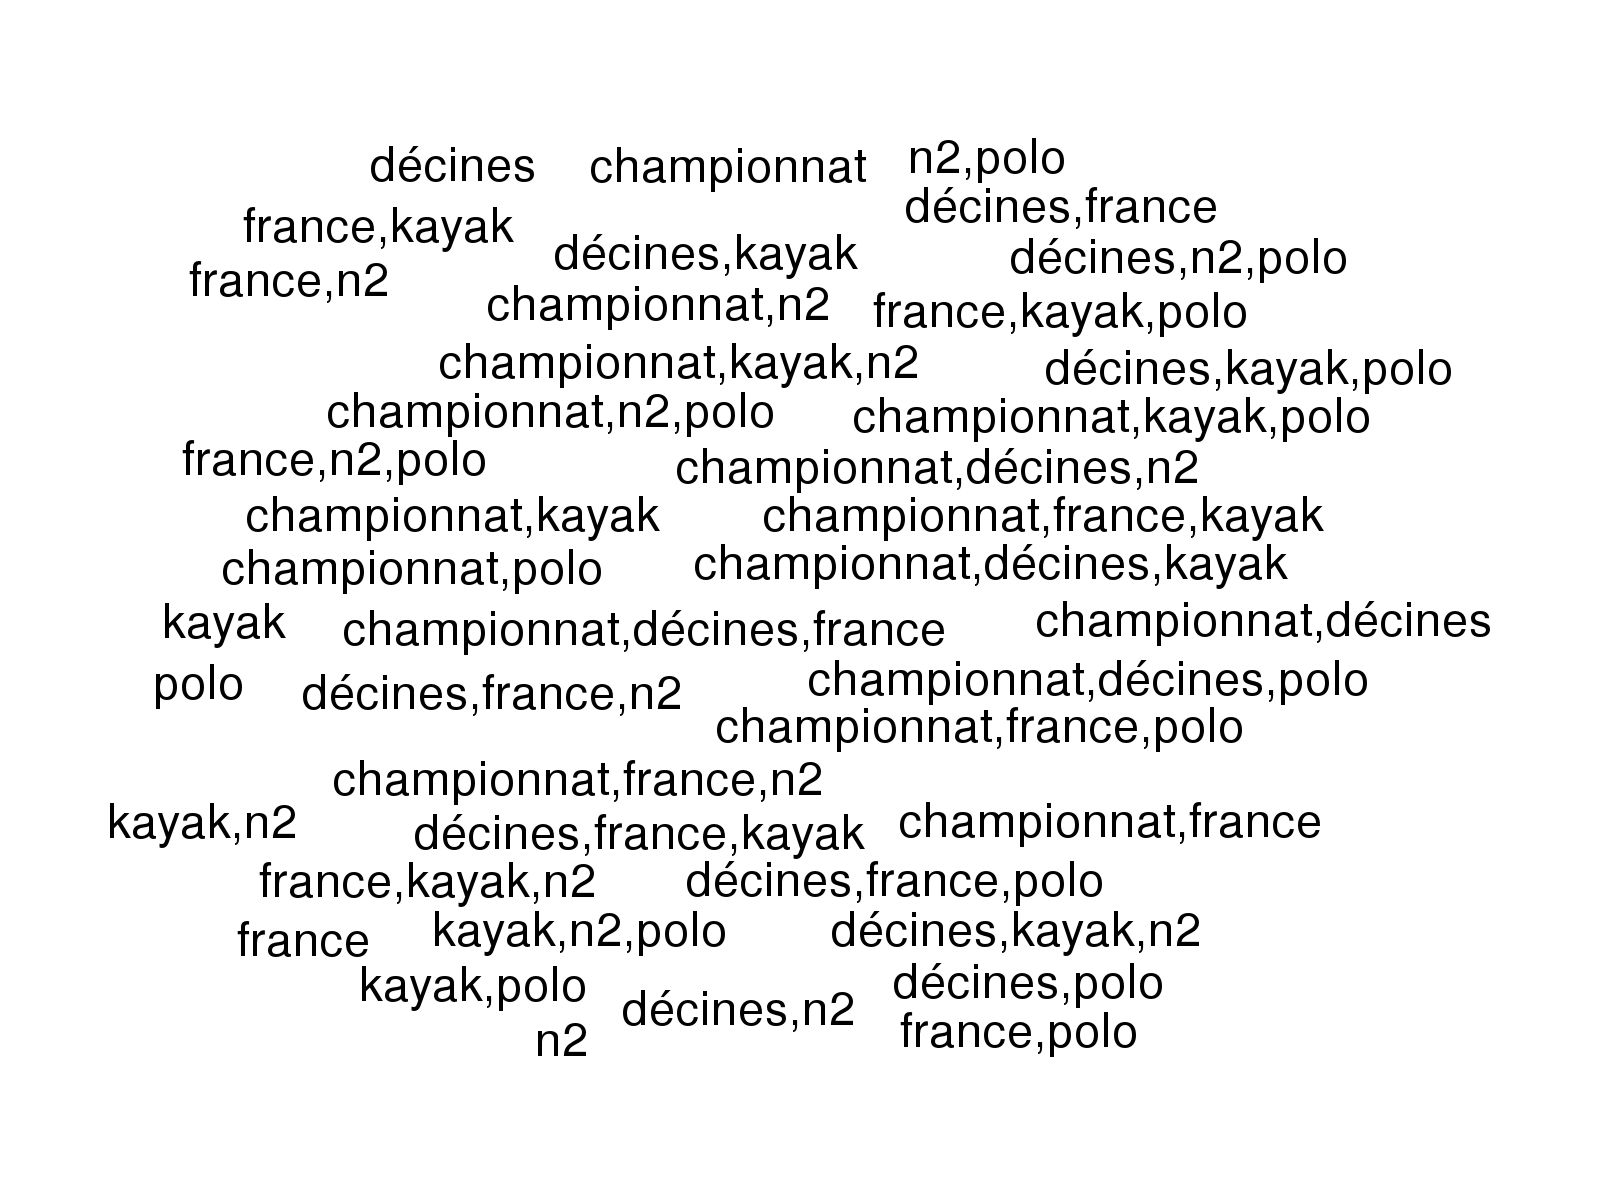 décines championnat n2,polo
france,kayak décines,france
décines,kayak décines,n2,polo
france,n2 championnat,n2 france,kayak,polo
championnat,kayak,n2 décines,kayak,polo
championnat,n2,polo championnat,kayak,polo
france,n2,polo championnat,décines,n2
championnat,kayak championnat,france,kayak
championnat,polo championnat,décines,kayak
kayak championnat,décines,france championnat,décines
polo décines,france,n2 championnat,décines,polo
championnat,france,polo
championnat,france,n2
kayak,n2 décines,france,kayak championnat,france
france,kayak,n2 décines,france,polo
france kayak,n2,polo décines,kayak,n2
kayak,polo décines,n2 décines,polo
n2 france,polo